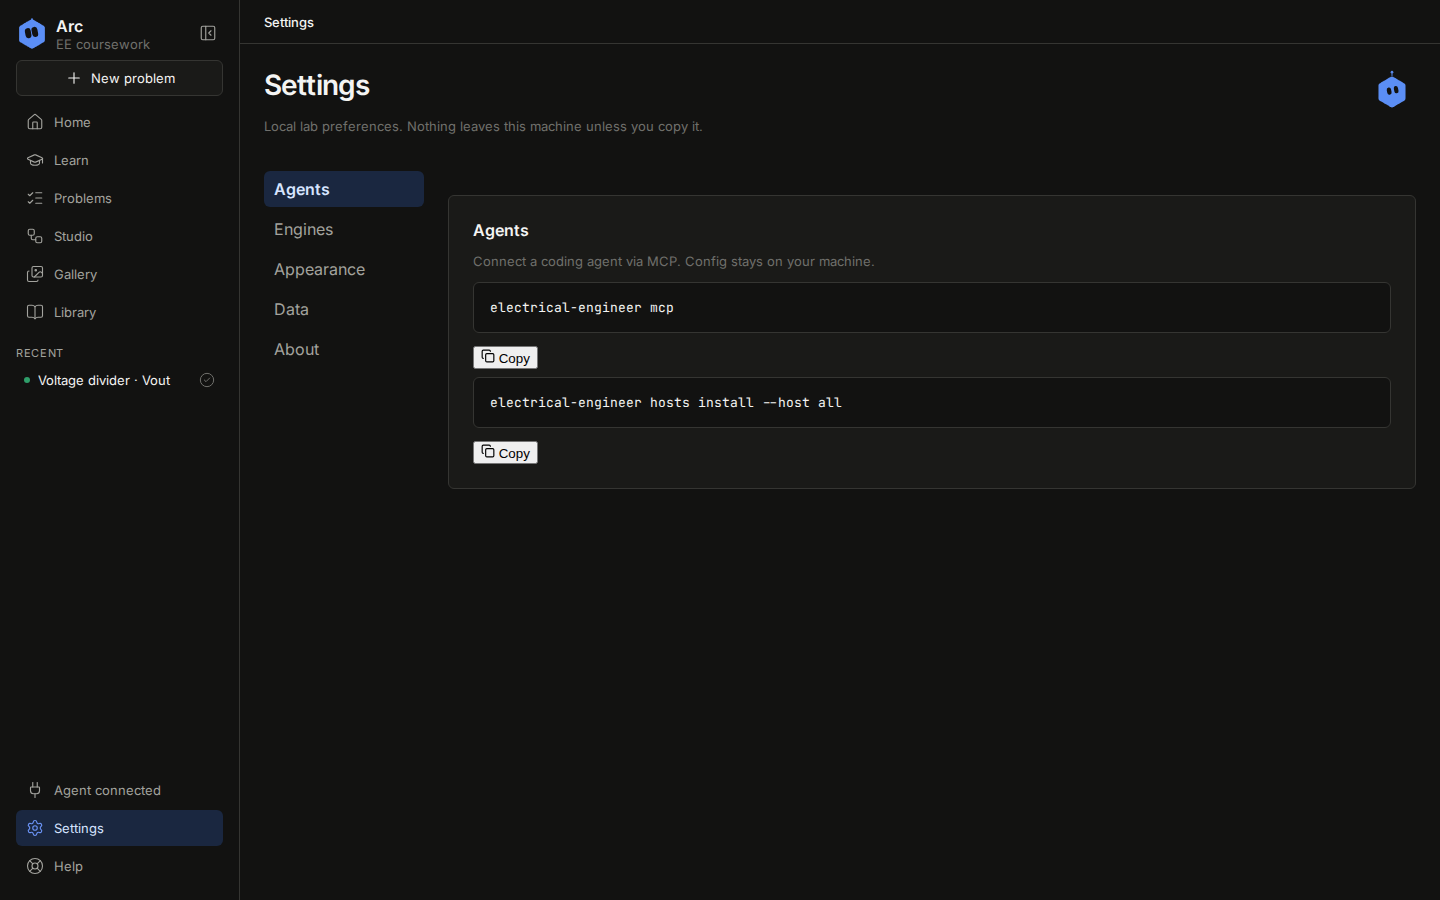 Arc
EE coursework
New problem
Home
Learn
Problems
Studio
Gallery
Library
RECENT
Voltage divider · Vout
Agent connected
Settings
Help
Settings
Settings
Local lab preferences. Nothing leaves this machine unless you copy it.
Agents
Engines
Appearance
Data
About
Agents
Connect a coding agent via MCP. Config stays on your machine.
electrical-engineer mcp
Copy
electrical-engineer hosts install --host all
Copy